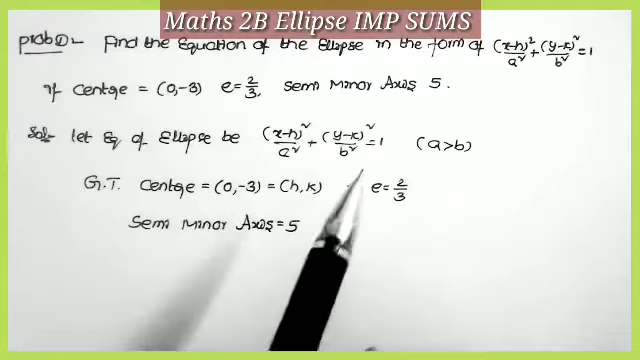 Maths 2B Ellipse IMP SUMS
prob①:- Find the Equation of the Ellipse in the form of (x-h)²/a² + (y-k)²/b² = 1
if Centre = (0,-3) e = 2/3, Semi Minor Axis 5.
Sol:- let Eq of Ellipse be (x-h)²/a² + (y-k)²/b² = 1 (a>b)
G.T. Centre = (0,-3) = (h,k) e = 2/3
Semi Minor Axis = 5